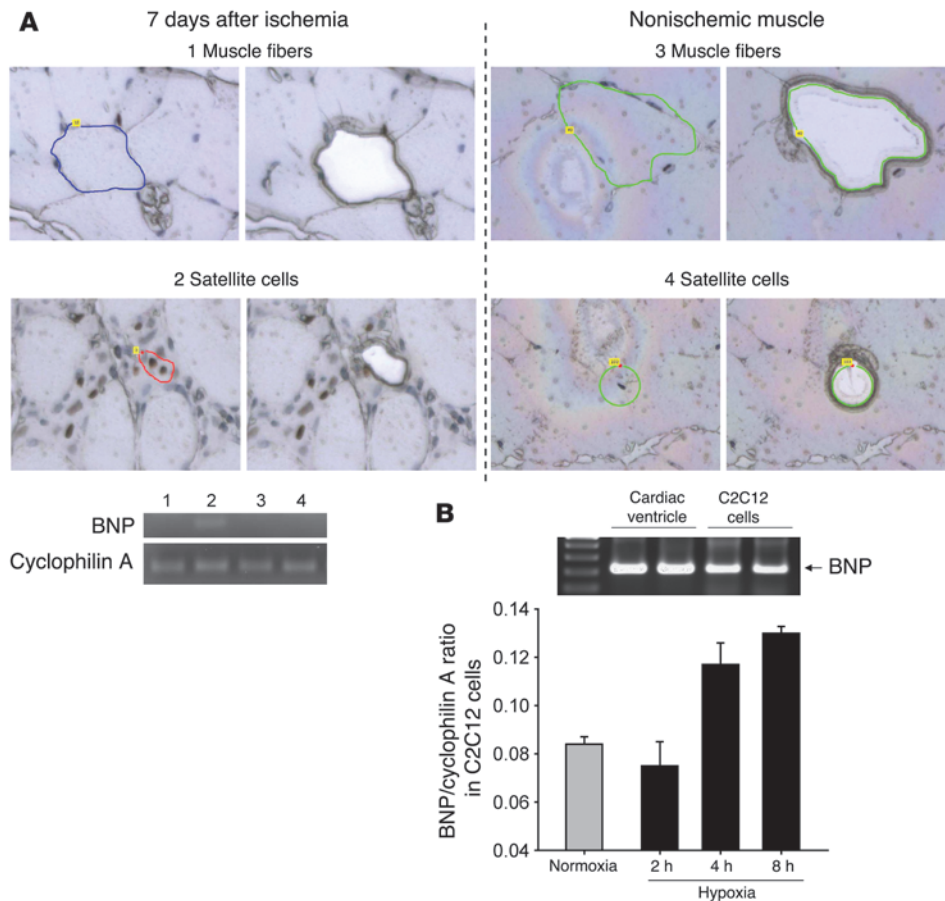 A
7 days after ischemia
Nonischemic muscle
1 Muscle fibers
3 Muscle fibers
2 Satellite cells
4 Satellite cells
1 2 3 4
BNP
Cyclophilin A
B
Cardiac ventricle
C2C12 cells
BNP
BNP/cyclophilin A ratio
in C2C12 cells
0.14
0.12
0.10
0.08
0.06
0.04
Normoxia
2 h
4 h
8 h
Hypoxia